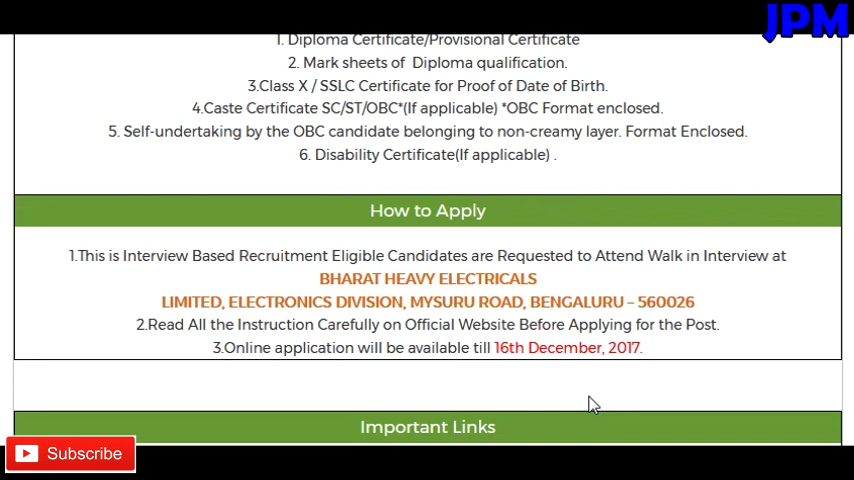 JPM
1. Diploma Certificate/Provisional Certificate
2. Mark sheets of Diploma qualification.
3.Class X / SSLC Certificate for Proof of Date of Birth.
4.Caste Certificate SC/ST/OBC*(If applicable) *OBC Format enclosed.
5. Self-undertaking by the OBC candidate belonging to non-creamy layer. Format Enclosed.
6. Disability Certificate(If applicable) .
How to Apply
1.This is Interview Based Recruitment Eligible Candidates are Requested to Attend Walk in Interview at
BHARAT HEAVY ELECTRICALS
LIMITED, ELECTRONICS DIVISION, MYSURU ROAD, BENGALURU – 560026
2.Read All the Instruction Carefully on Official Website Before Applying for the Post.
3.Online application will be available till 16th December, 2017.
Important Links
Subscribe